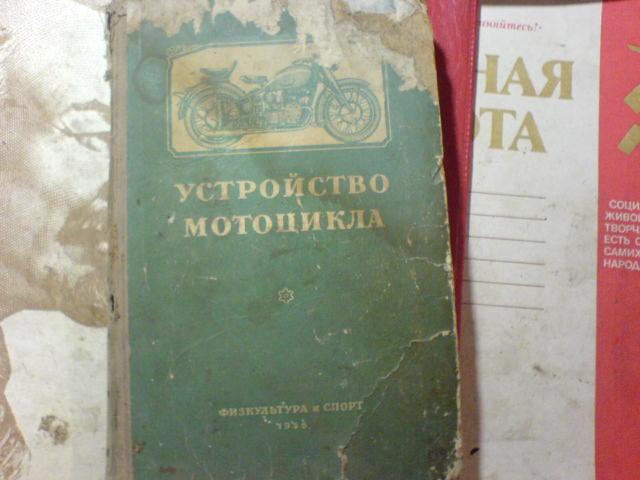 УСТРОЙСТВО
МОТОЦИКЛА
ФИЗКУЛЬТУРА и СПОРТ
НАЯ
ОТА
СОЦИ
ЖИВО
ТВОРЧ
ЕСТЬ С
САМИХ
НАРОД